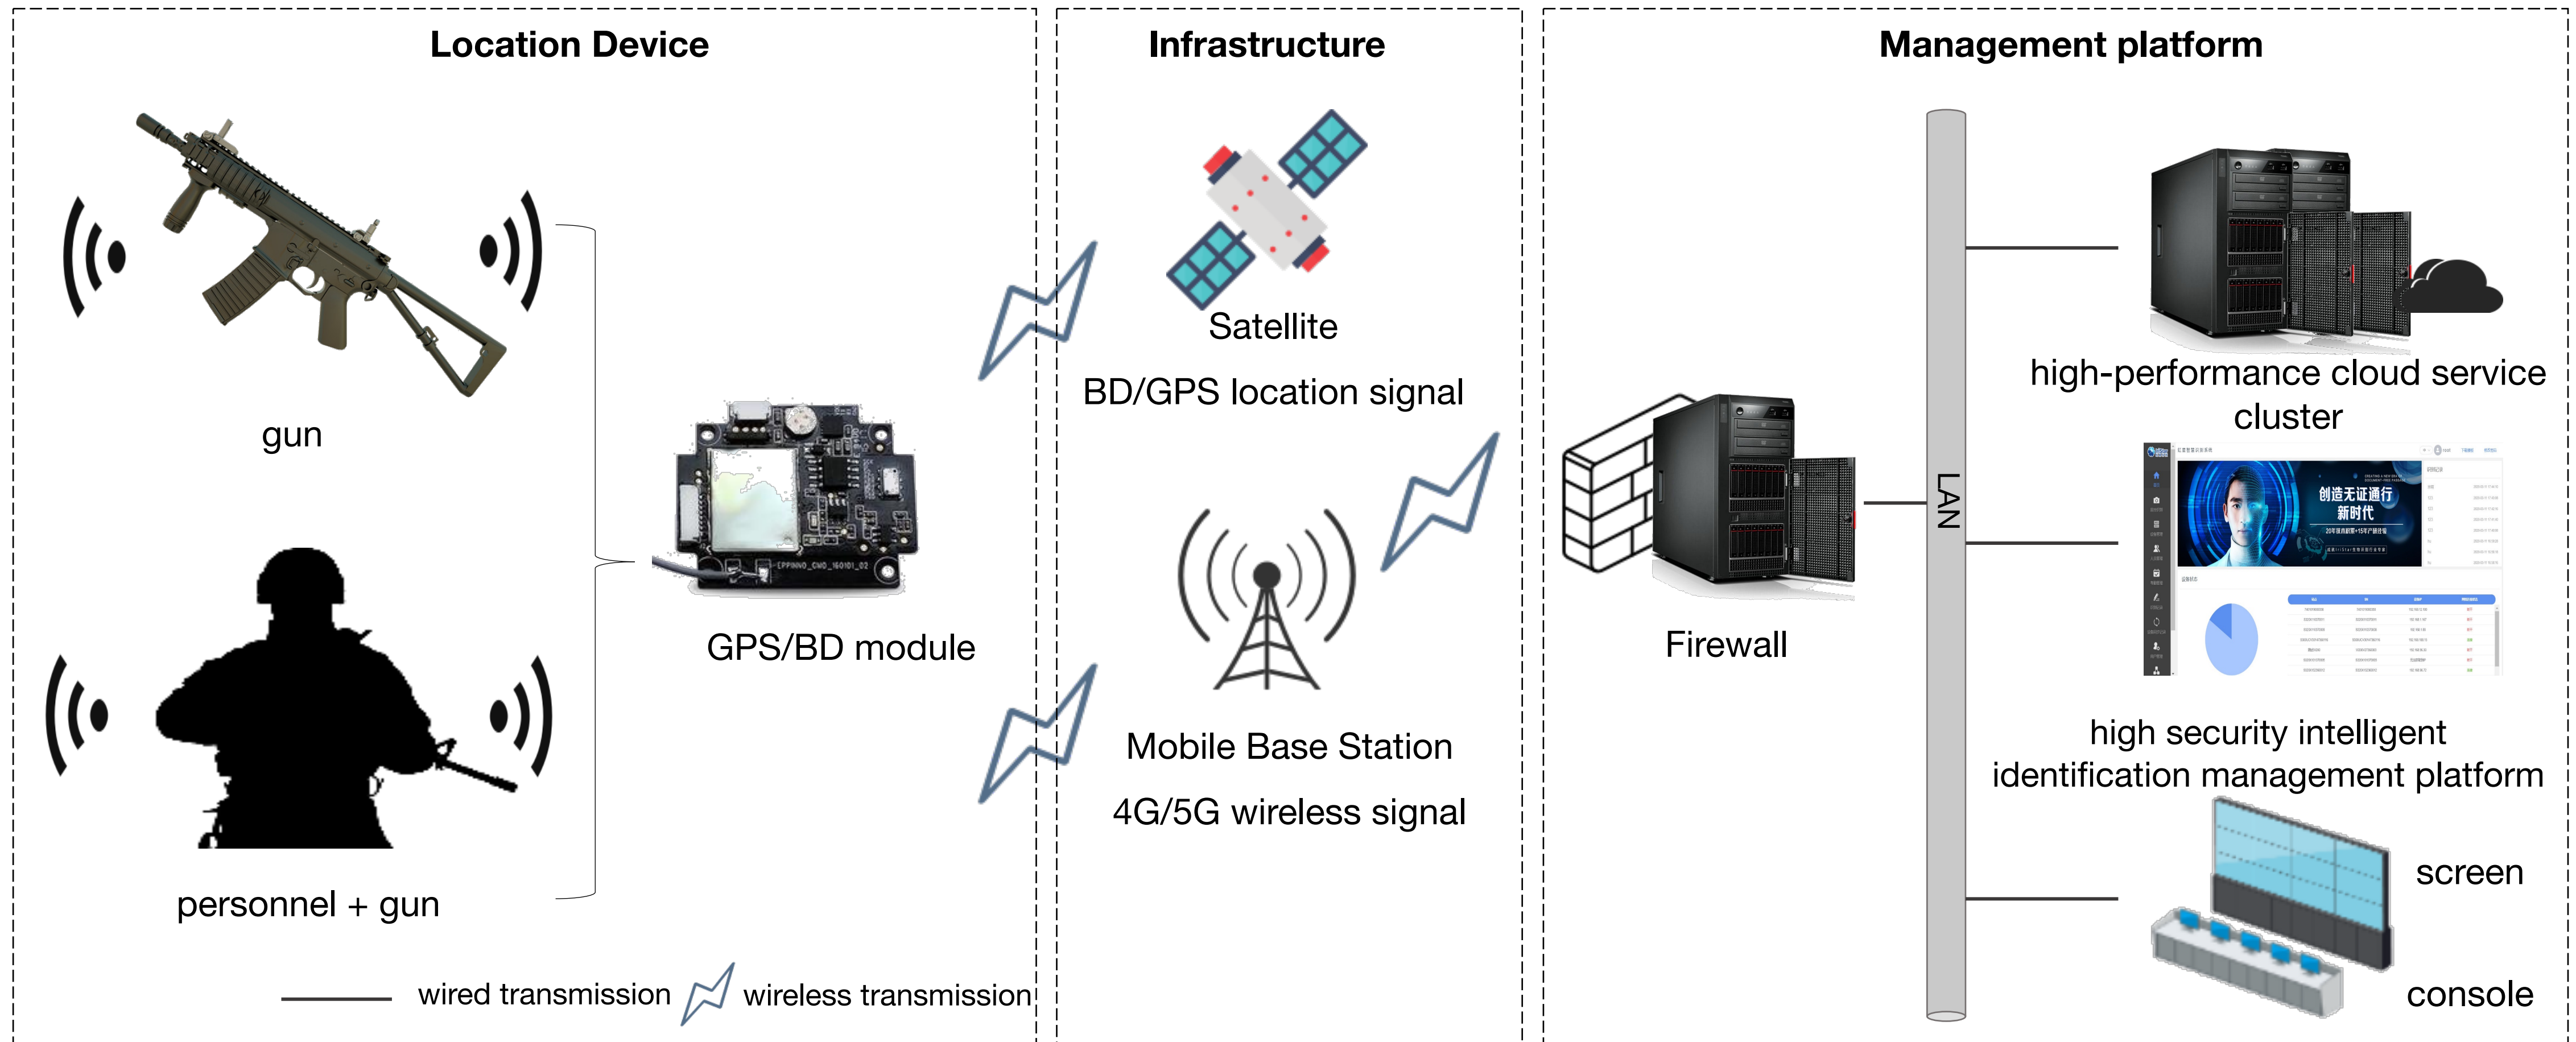 Location Device
Infrastructure
Management platform
gun
personnel + gun
GPS/BD module
EPPINNO_GMO_160101_02
wired transmission
wireless transmission
Satellite
BD/GPS location signal
Mobile Base Station
4G/5G wireless signal
Firewall
LAN
high-performance cloud service
cluster
创造无证通行
新时代
high security intelligent
identification management platform
screen
console